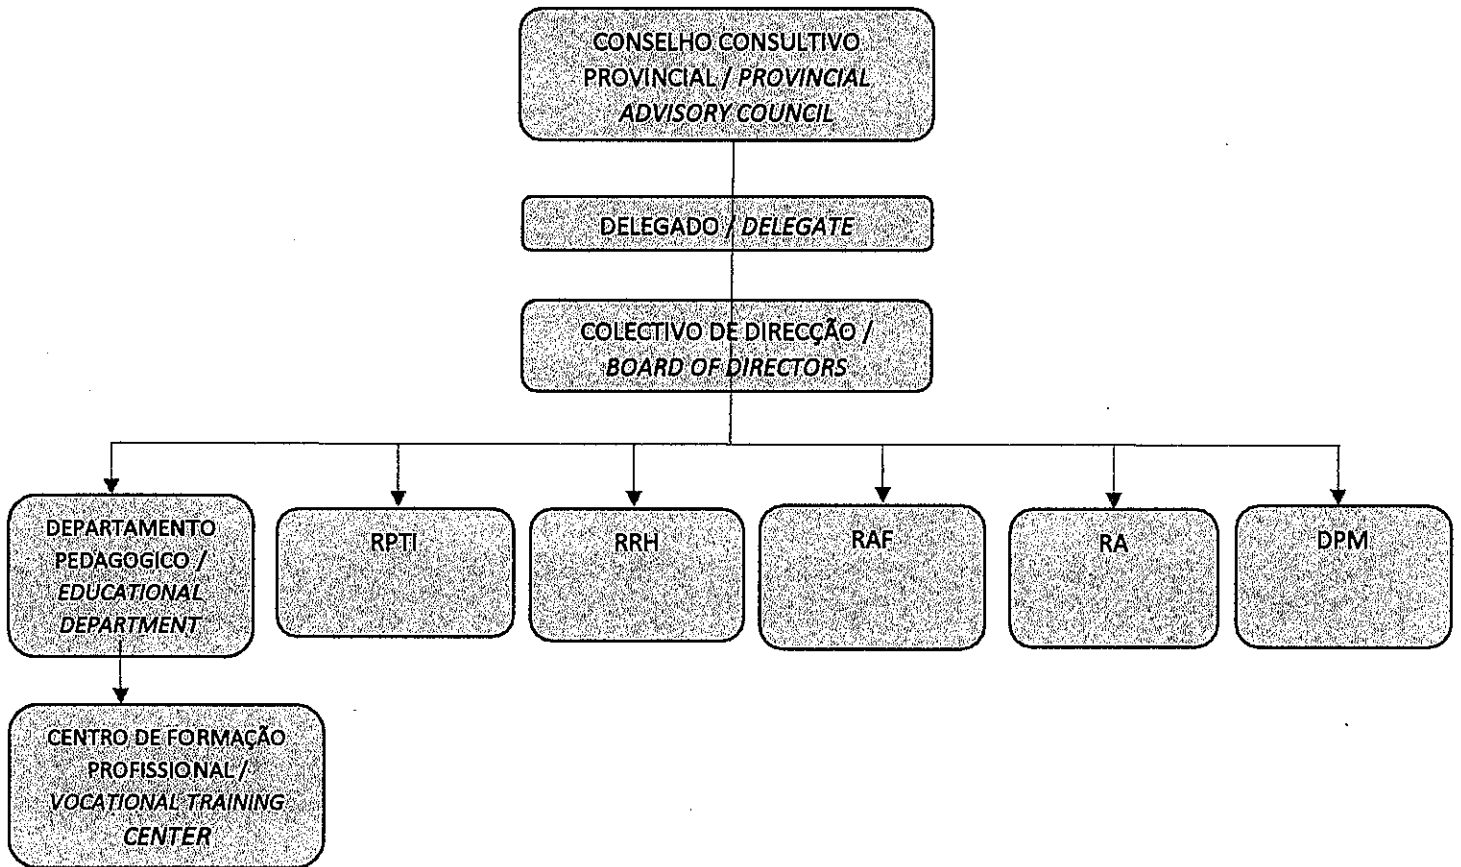 CONSELHO CONSULTIVO
PROVINCIAL / PROVINCIAL
ADVISORY COUNCIL
DELEGADO / DELEGATE
COLECTIVO DE DIRECÇÃO /
BOARD OF DIRECTORS
DEPARTAMENTO
PEDAGOGICO /
EDUCATIONAL
DEPARTMENT
RPTI
RRH
RAF
RA
DPM
CENTRO DE FORMAÇÃO
PROFISSIONAL /
VOCATIONAL TRAINING
CENTER